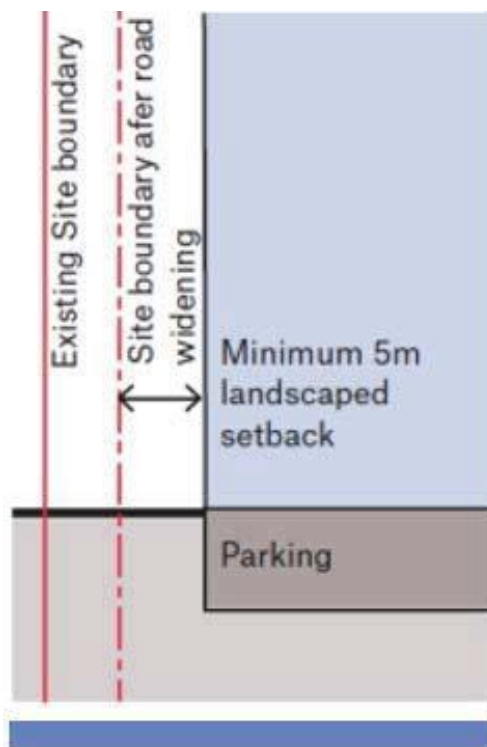 Existing Site boundary
Site boundary afer road
widening
Minimum 5m
landscaped
setback
Parking